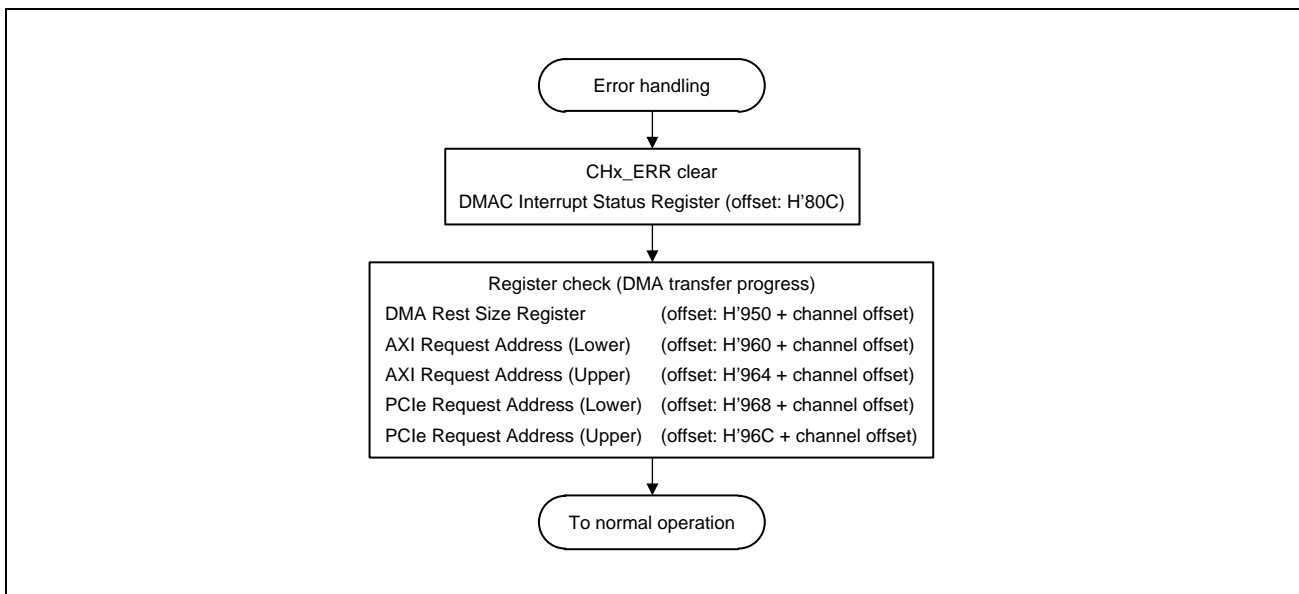 Error handling
CHx_ERR clear
DMAC Interrupt Status Register (offset: H'80C)
Register check (DMA transfer progress)
DMA Rest Size Register (offset: H'950 + channel offset)
AXI Request Address (Lower) (offset: H'960 + channel offset)
AXI Request Address (Upper) (offset: H'964 + channel offset)
PCIe Request Address (Lower) (offset: H'968 + channel offset)
PCIe Request Address (Upper) (offset: H'96C + channel offset)
To normal operation